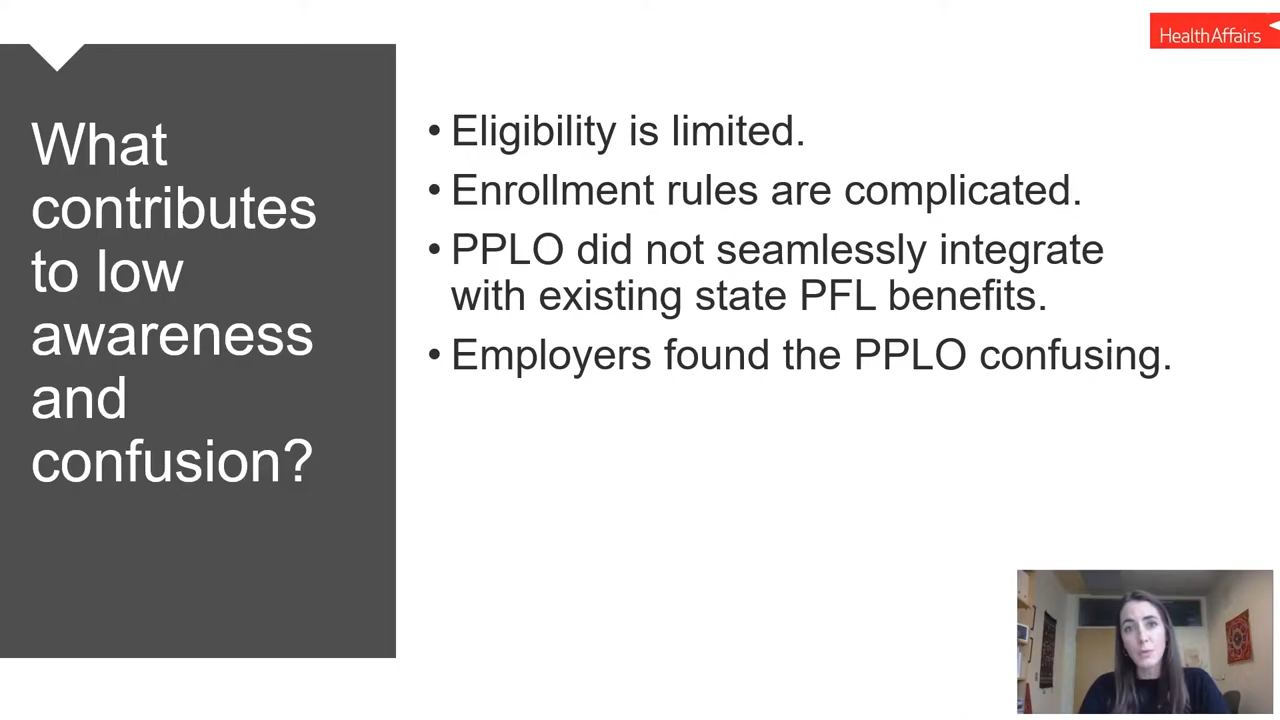 HealthAffairs
What
contributes
to low
awareness
and
confusion?
• Eligibility is limited.
• Enrollment rules are complicated.
• PPLO did not seamlessly integrate
with existing state PFL benefits.
• Employers found the PPLO confusing.